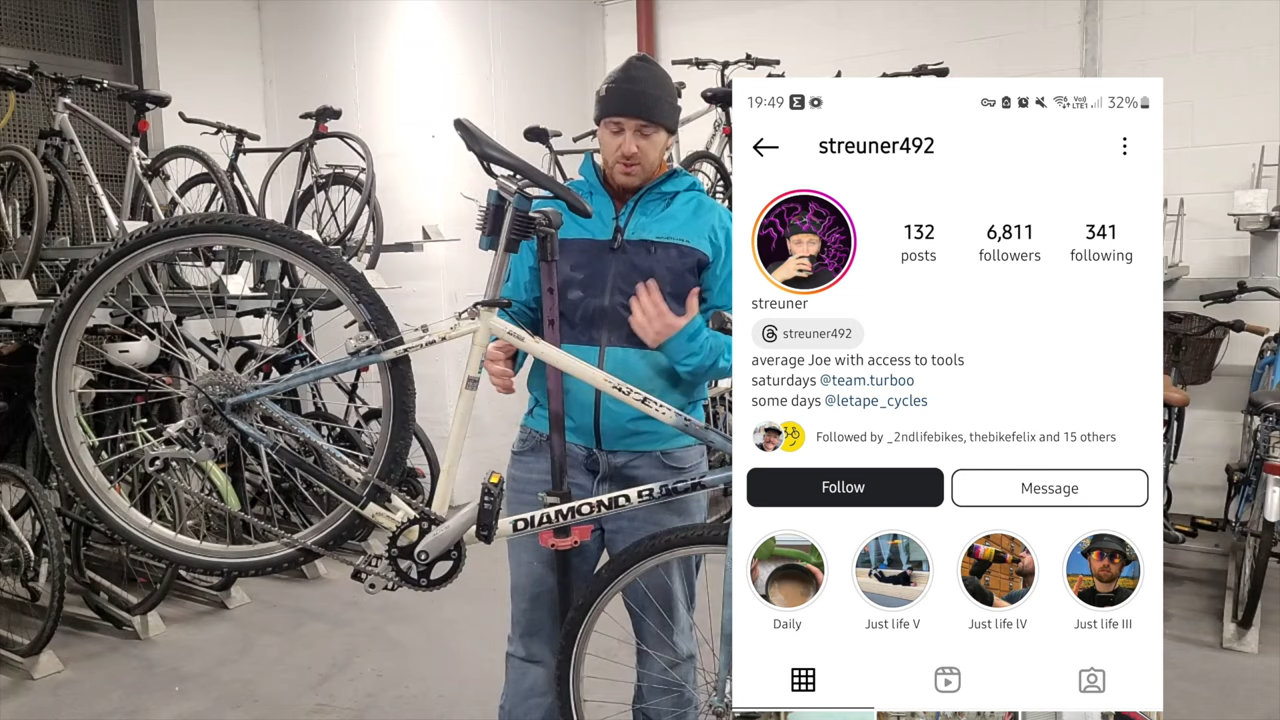 DIAMOND BACK
19:49
Vo))
LTE1
32%
streuner492
132
6,811
341
posts
followers
following
streuner
streuner492
average Joe with access to tools
saturdays @team.turboo
some days @letape_cycles
Followed by _2ndlifebikes, thebikefelix and 15 others
Follow
Message
Daily
Just life V
Just life lV
Just life III